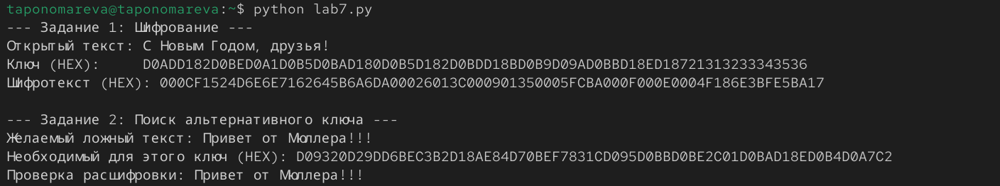 taponomareva@taponomareva:~$ python lab7.py
--- Задание 1: Шифрование ---
Открытый текст: С Новым Годом, друзья!
Ключ (HEX):     D0ADD182D0BED0A1D0B5D0BAD180D0B5D182D0BDD18BD0B9D09AD0BBD18ED18721313233343536
Шифротекст (HEX): 000CF1524D6E6E7162645B6A6DA00026013C000901350005FCBA000F000E0004F186E3BFE5BA17
--- Задание 2: Поиск альтернативного ключа ---
Желаемый ложный текст: Привет от Мюллера!!!
Необходимый для этого ключ (HEX): D09320D29DD6BEC3B2D18AE84D70BEF7831CD095D0BBD0BE2C01D0BAD18ED0B4D0A7C2
Проверка расшифровки: Привет от Мюллера!!!